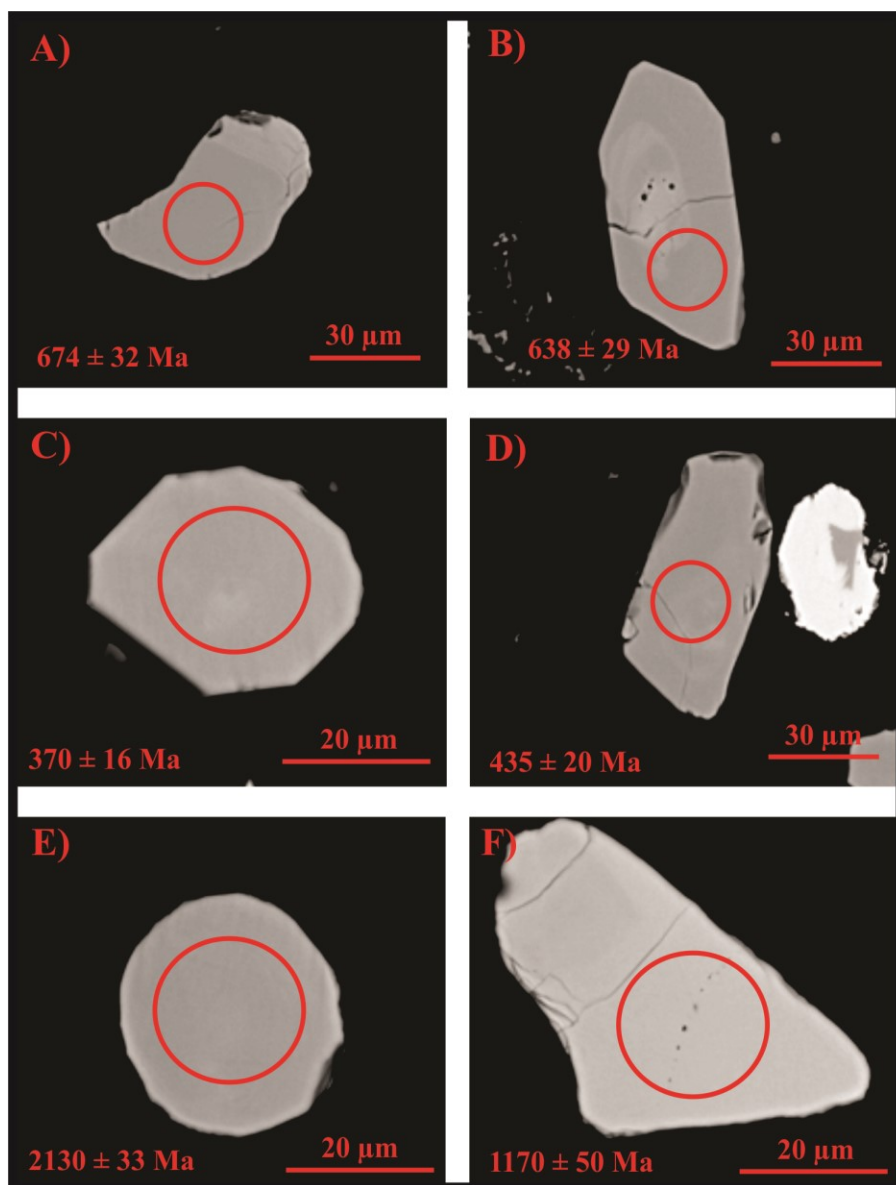 A)
30 µm
674 ± 32 Ma
B)
638 ± 29 Ma
30 µm
C)
20 µm
370 ± 16 Ma
D)
30 µm
435 ± 20 Ma
E)
20 µm
2130 ± 33 Ma
F)
20 µm
1170 ± 50 Ma